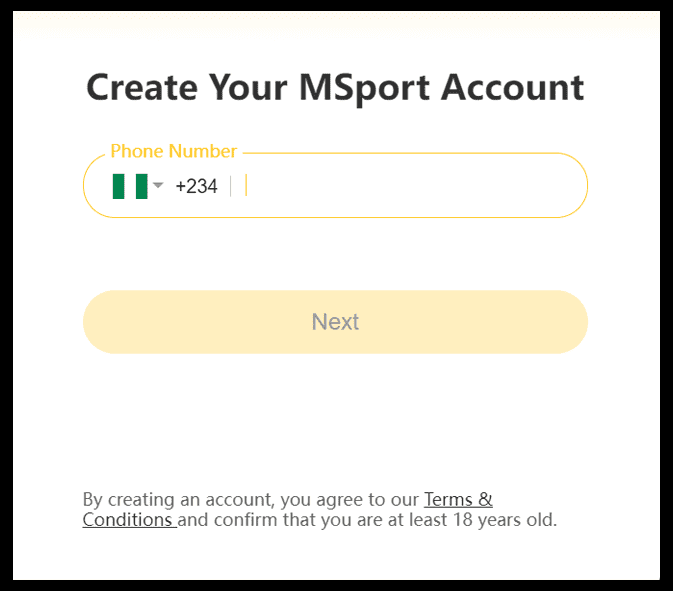 Create Your MSport Account
Phone Number
+234
Next
By creating an account, you agree to our Terms &
Conditions and confirm that you are at least 18 years old.